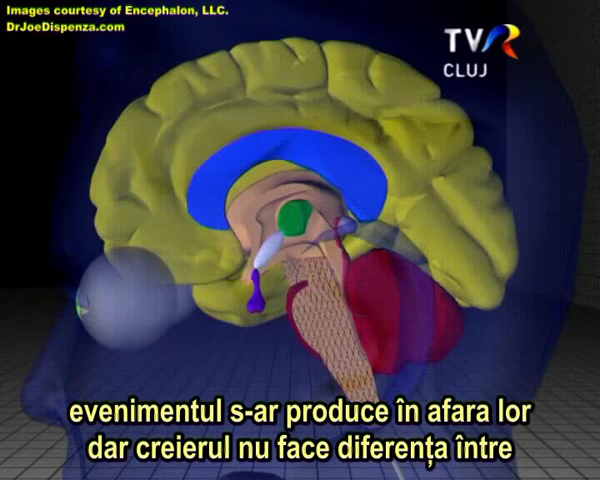 Images courtesy of Encephalon, LLC.
DrJoeDispenza.com
TVR
CLUJ
evenimentul s-ar produce în afara lor
dar creierul nu face diferența între